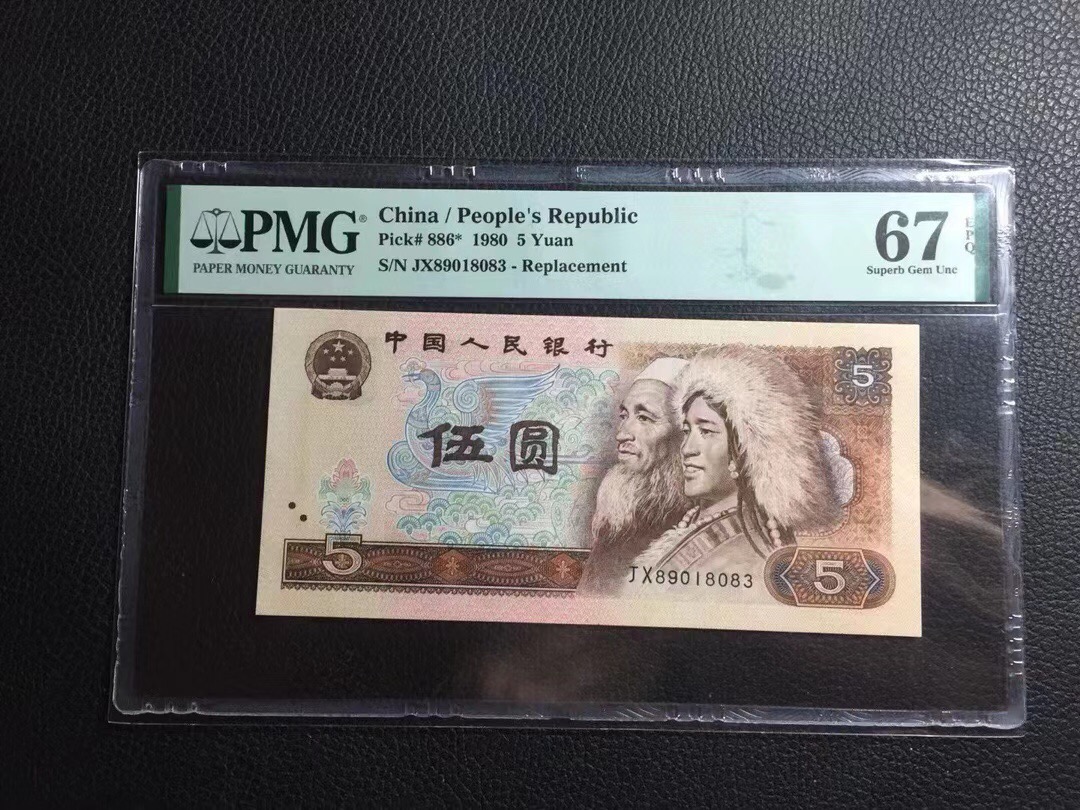 PMG®
PAPER MONEY GUARANTY
China / People's Republic
Pick# 886* 1980 5 Yuan
S/N JX89018083 - Replacement
67
EPQ
Superb Gem Unc
中国人民银行
5
伍圆
5
JX89018083
5